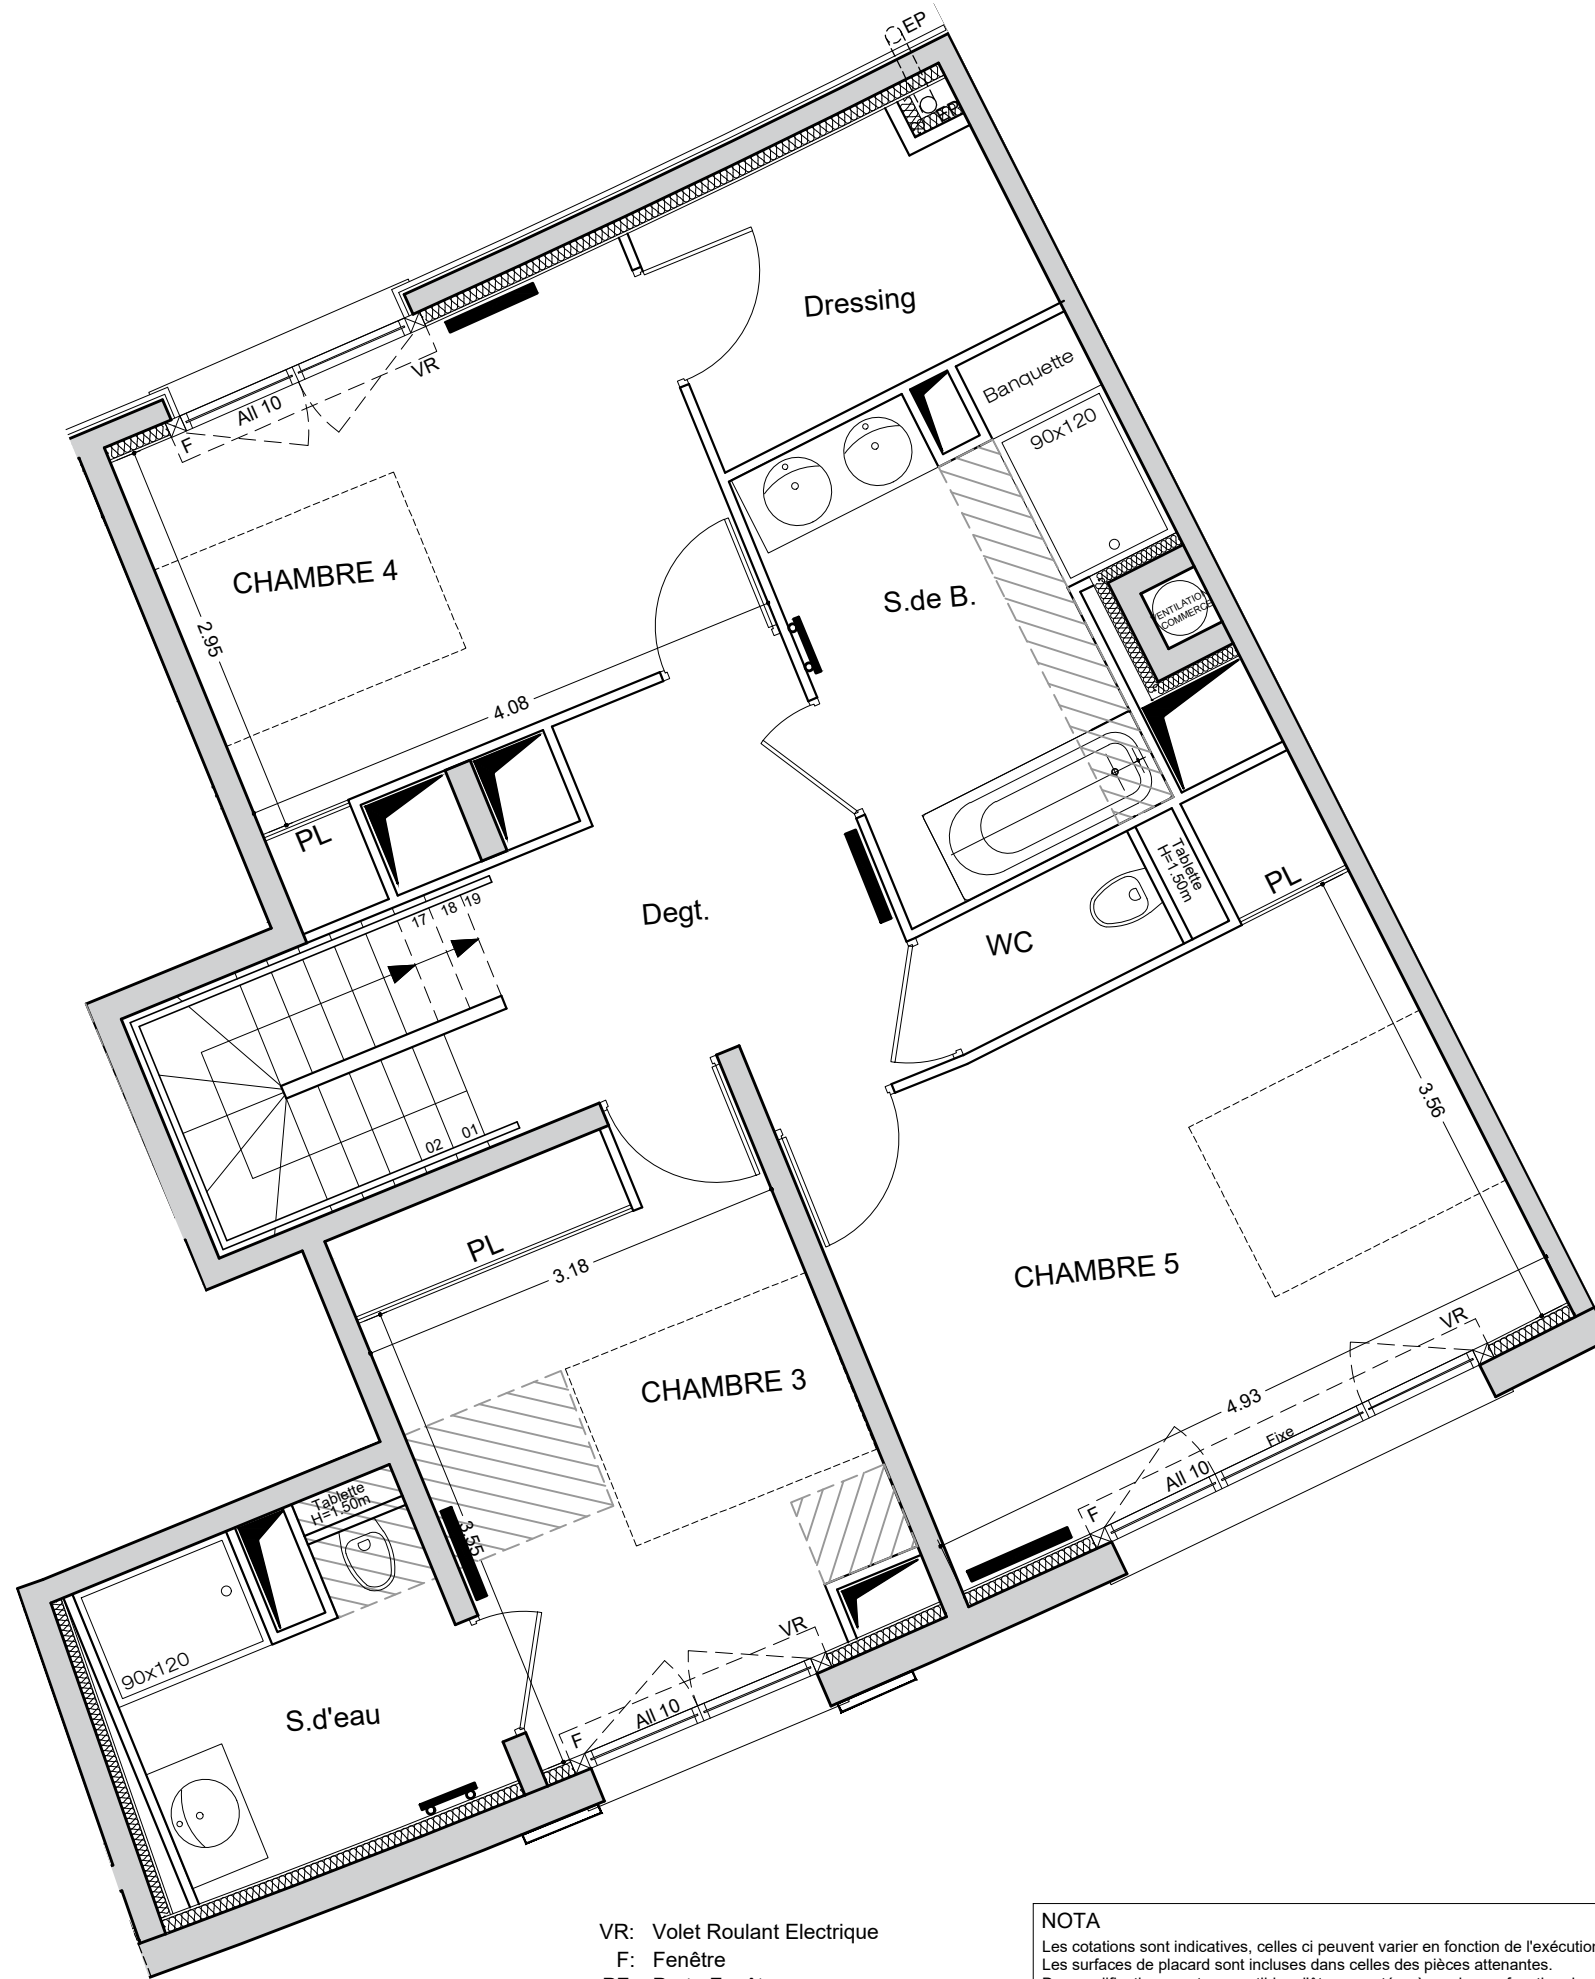 EP
EP
Dressing
VR
All 10
F
Banquette
90x120
CHAMBRE 4
2.95
S.de B.
VENTILATION
COMMERCE
4.08
PL
Tablette
H=1.50m
PL
17
18
19
Degt.
WC
3.56
02
01
PL
3.18
CHAMBRE 5
VR
CHAMBRE 3
4.93
Fixe
All 10
F
Tablette
H=1.50m
3.55
90x120
VR
All 10
F
S.d'eau
VR: Volet Roulant Electrique
F: Fenêtre
NOTA
Les cotations sont indicatives, celles ci peuvent varier en fonction de l'exécution
Les surfaces de placard sont incluses dans celles des pièces attenantes.